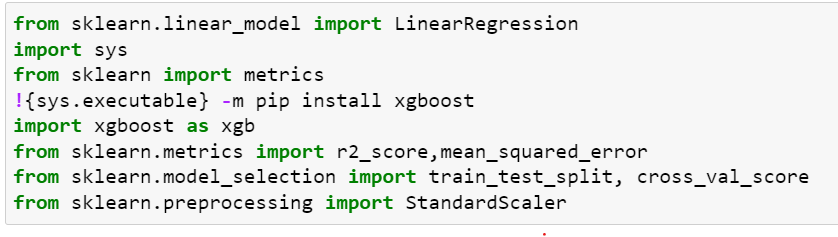 from sklearn.linear_model import LinearRegression
import sys
from sklearn import metrics
!{sys.executable} -m pip install xgboost
import xgboost as xgb
from sklearn.metrics import r2_score,mean_squared_error
from sklearn.model_selection import train_test_split, cross_val_score
from sklearn.preprocessing import StandardScaler